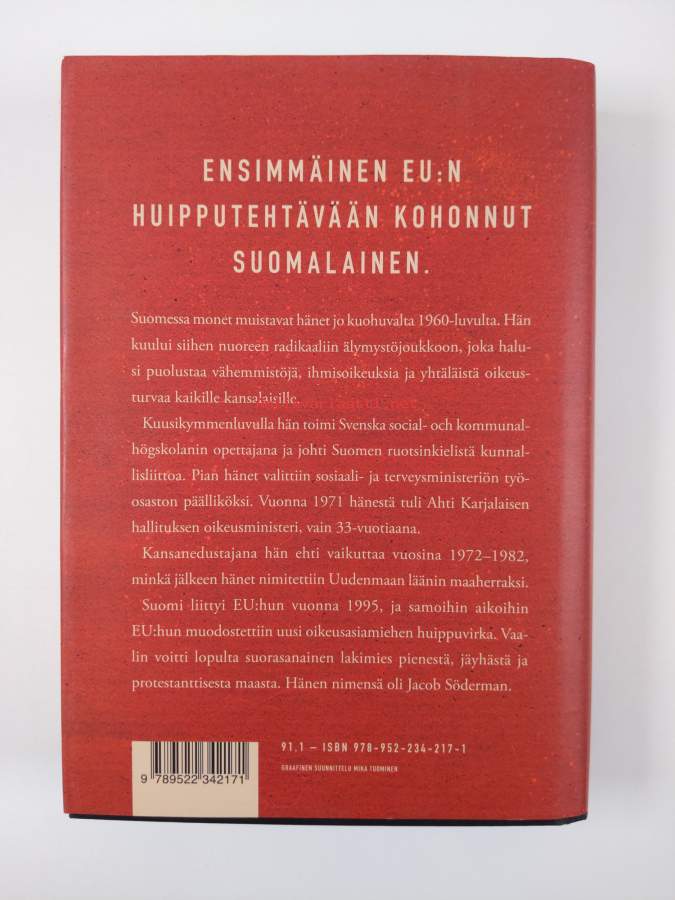 ENSIMMÄINEN EU:N
HUIPPUTEHTÄVÄÄN KOHONNUT
SUOMALAINEN.
Suomessa monet muistavat hänet jo kuohuvalta 1960-luvulta. Hän
kuului siihen nuoreen radikaaliin älymystöjoukkoon, joka halu-
si puolustaa vähemmistöjä, ihmisoikeuksia ja yhtäläistä oikeus-
turvaa kaikille kansalaisille.
Kuusikymmenluvulla hän toimi Svenska social- och kommunal-
högskolanin opettajana ja johti Suomen ruotsinkielistä kunnal-
lisliittoa. Pian hänet valittiin sosiaali- ja terveysministeriön työ-
osaston päälliköksi. Vuonna 1971 hänestä tuli Ahti Karjalaisen
hallituksen oikeusministeri, vain 33-vuotiaana.
Kansanedustajana hän ehti vaikuttaa vuosina 1972–1982,
minkä jälkeen hänet nimitettiin Uudenmaan läänin maaherraksi.
Suomi liittyi EU:hun vuonna 1995, ja samoihin aikoihin
EU:hun muodostettiin uusi oikeusasiamiehen huippuvirka. Vaa-
lin voitti lopulta suorasanainen lakimies pienestä, jäyhästä ja
protestanttisesta maasta. Hänen nimensä oli Jacob Söderman.
91.1 – ISBN 978-952-234-217-1
GRAAFINEN SUUNNITTELU MIKA TUOMINEN
9 789522 342171